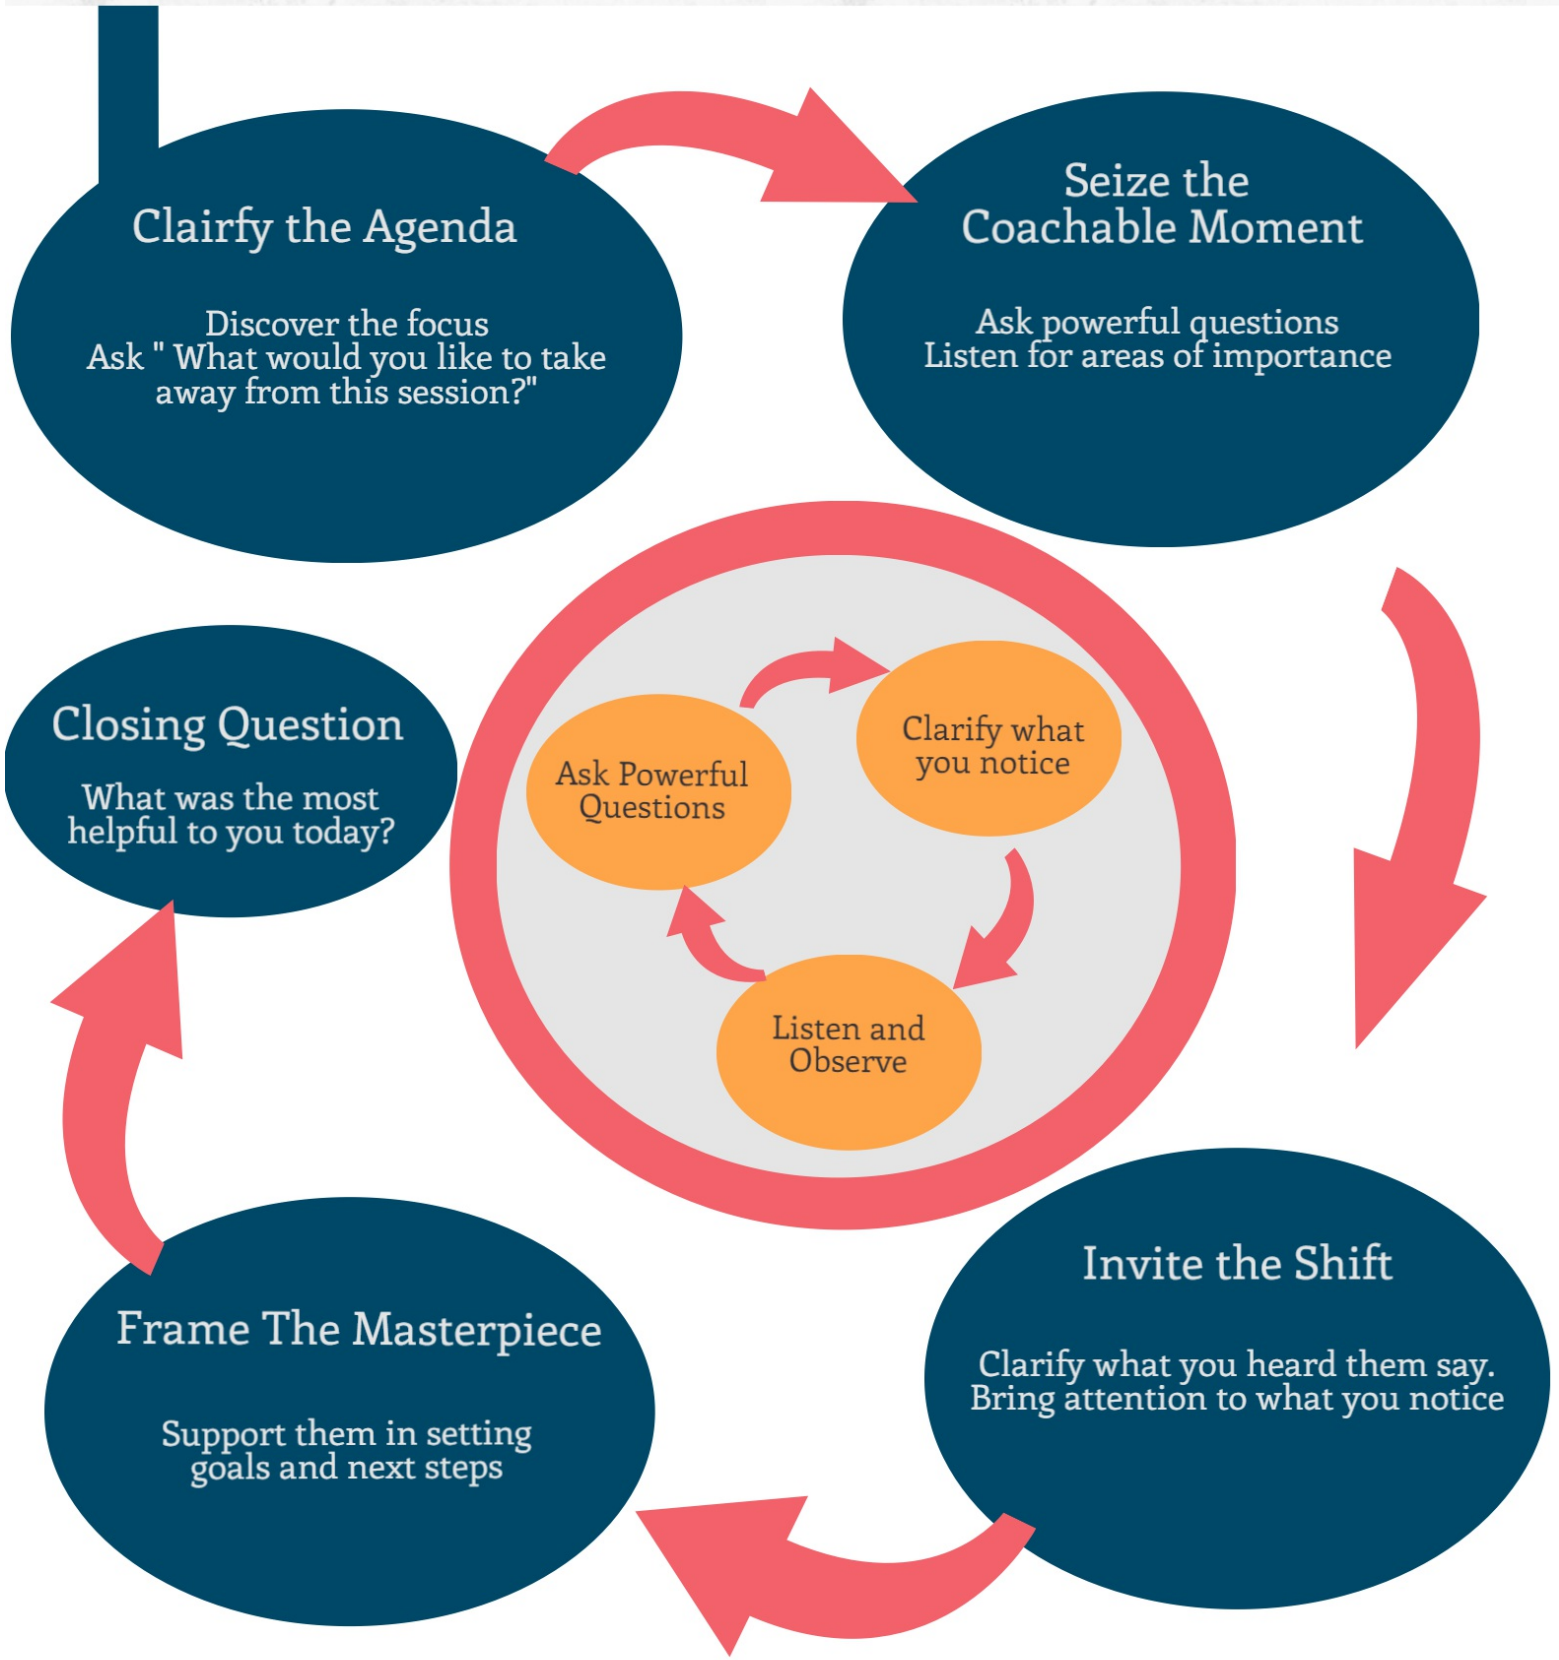 Clairfy the Agenda
Discover the focus
Ask " What would you like to take
away from this session?"
Seize the
Coachable Moment
Ask powerful questions
Listen for areas of importance
Closing Question
What was the most
helpful to you today?
Ask Powerful
Questions
Clarify what
you notice
Listen and
Observe
Frame The Masterpiece
Support them in setting
goals and next steps
Invite the Shift
Clarify what you heard them say.
Bring attention to what you notice